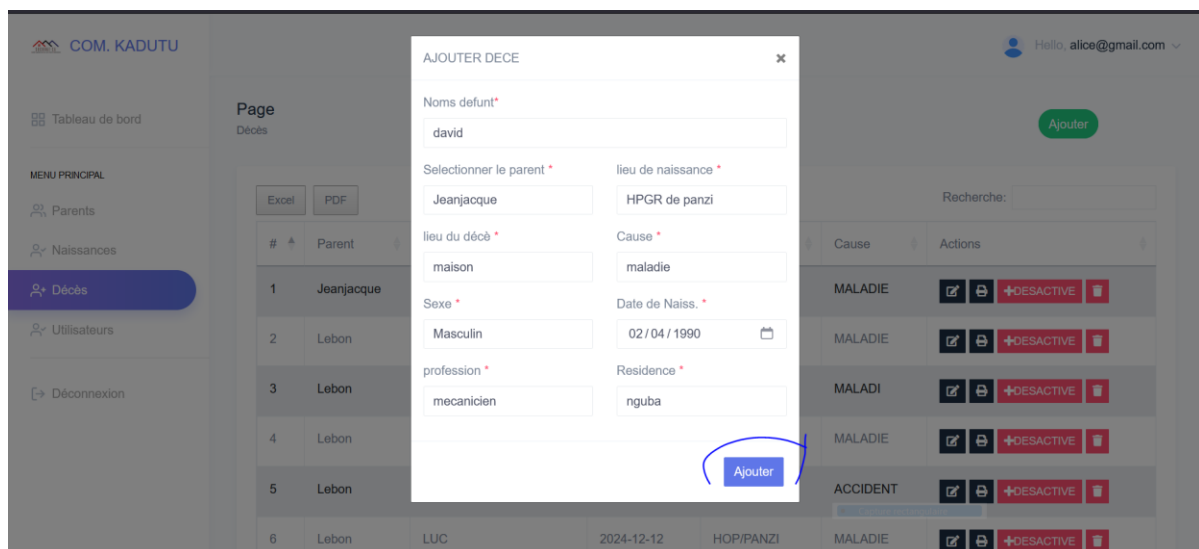 COM. KADUTU
AJOUTER DECE
Hello, alice@gmail.com
Noms defunt*
Tableau de bord
Page
Décès
david
Ajouter
Selectionner le parent *
lieu de naissance *
MENU PRINCIPAL
Jeanjacque
HPGR de panzi
Excel
PDF
Recherche:
Parents
lieu du décè *
Cause *
# Parent
Cause
Actions
Naissances
maison
maladie
Décès
1 Jeanjacque
MALADIE
+DESACTIVE
Sexe *
Date de Naiss. *
Utilisateurs
Masculin
02/04/1990
2 Lebon
MALADIE
+DESACTIVE
profession *
Residence *
Déconnexion
mecanicien
nguba
3 Lebon
MALADI
+DESACTIVE
4 Lebon
MALADIE
+DESACTIVE
Ajouter
5 Lebon
ACCIDENT
+DESACTIVE
6 Lebon LUC 2024-12-12 HOP/PANZI MALADIE
+DESACTIVE